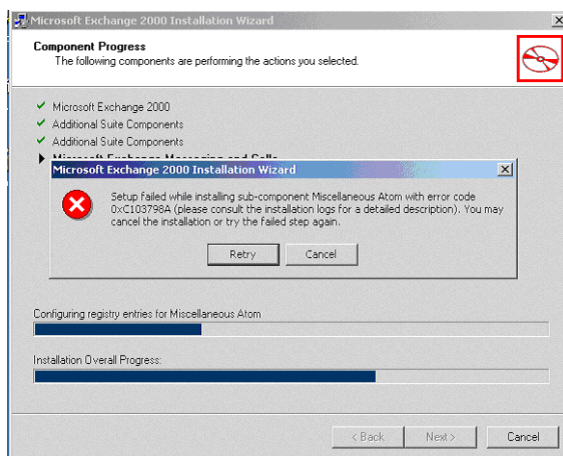 Microsoft Exchange 2000 Installation Wizard
Component Progress
The following components are performing the actions you selected.
Microsoft Exchange 2000
Additional Suite Components
Additional Suite Components
Microsoft Exchange 2000 Installation Wizard
Setup failed while installing sub-component Miscellaneous Atom with error code
0xC103798A (please consult the installation logs for a detailed description). You may
cancel the installation or try the failed step again.
Retry
Cancel
Configuring registry entries for Miscellaneous Atom
Installation Overall Progress:
< Back
Next >
Cancel